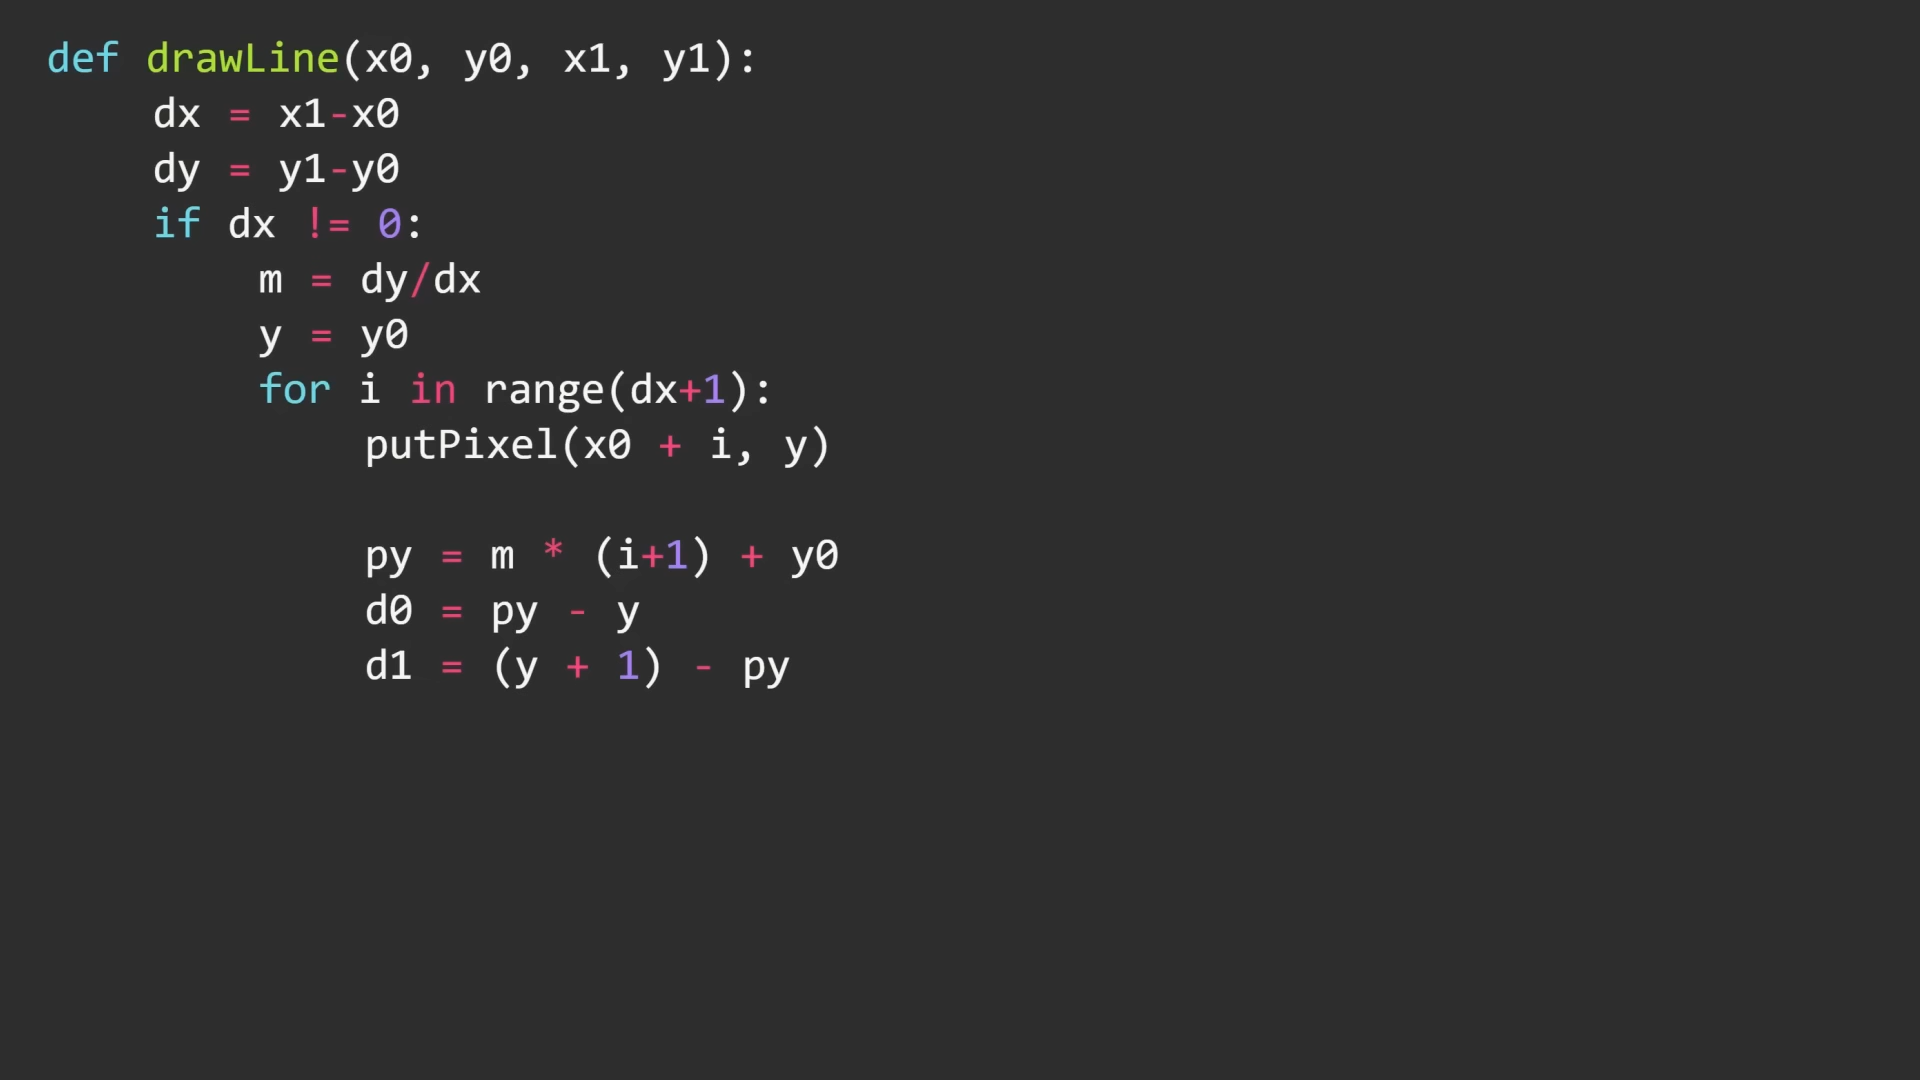 def drawLine(x0, y0, x1, y1):
    dx = x1-x0
    dy = y1-y0
    if dx != 0:
        m = dy/dx
        y = y0
        for i in range(dx+1):
            putPixel(x0 + i, y)

            py = m * (i+1) + y0
            d0 = py - y
            d1 = (y + 1) - py